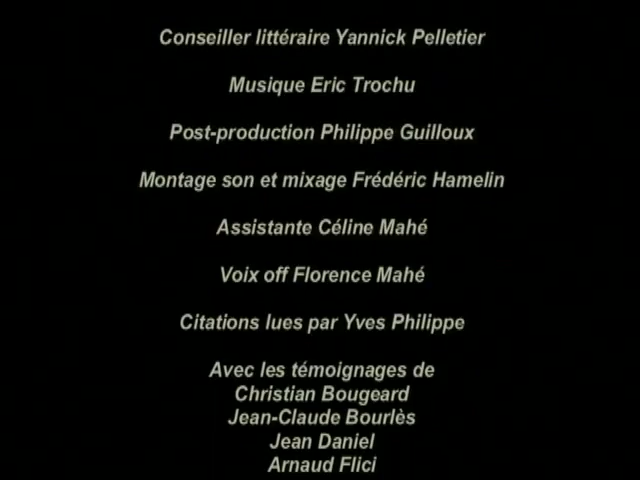 Conseiller littéraire Yannick Pelletier
Musique Eric Trochu
Post-production Philippe Guilloux
Montage son et mixage Frédéric Hamelin
Assistante Céline Mahé
Voix off Florence Mahé
Citations lues par Yves Philippe
Avec les témoignages de
Christian Bougeard
Jean-Claude Bourlès
Jean Daniel
Arnaud Flici